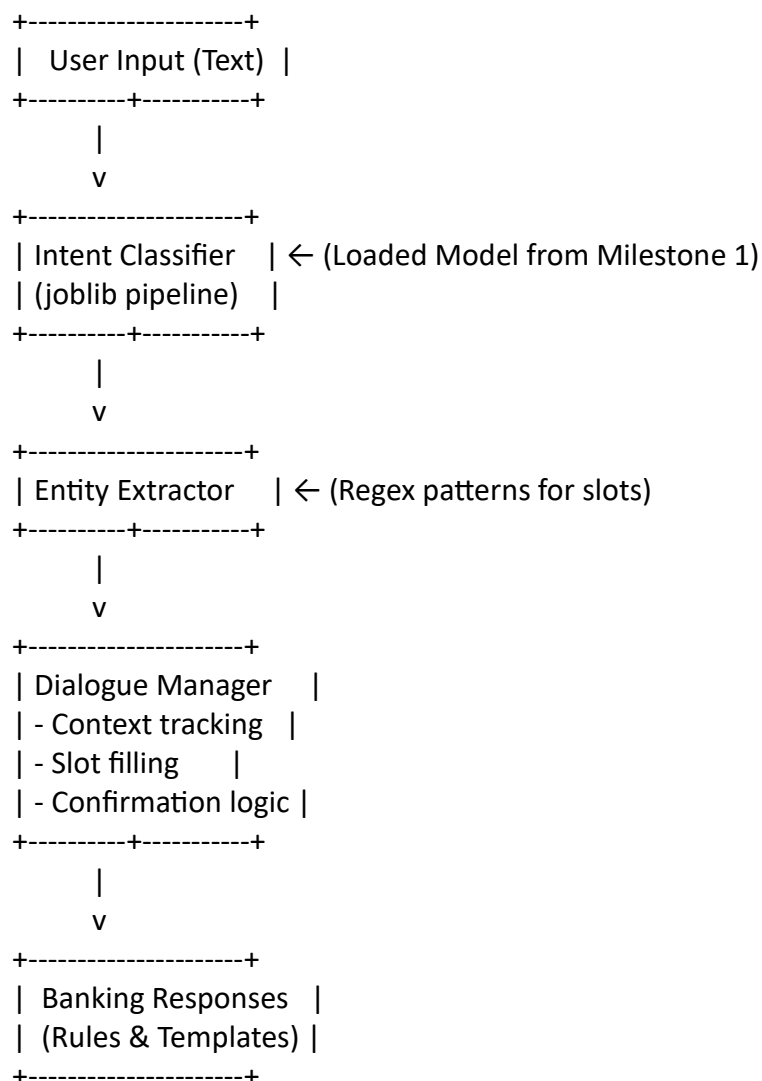 +----------------------+
|   User Input (Text)  |
+----------+-----------+
|
v
+----------------------+
| Intent Classifier    | ← (Loaded Model from Milestone 1)
| (joblib pipeline)    |
+----------+-----------+
|
v
+----------------------+
| Entity Extractor     | ← (Regex patterns for slots)
+----------+-----------+
|
v
+----------------------+
| Dialogue Manager     |
| - Context tracking   |
| - Slot filling       |
| - Confirmation logic |
+----------+-----------+
|
v
+----------------------+
|  Banking Responses   |
|  (Rules & Templates) |
+----------------------+